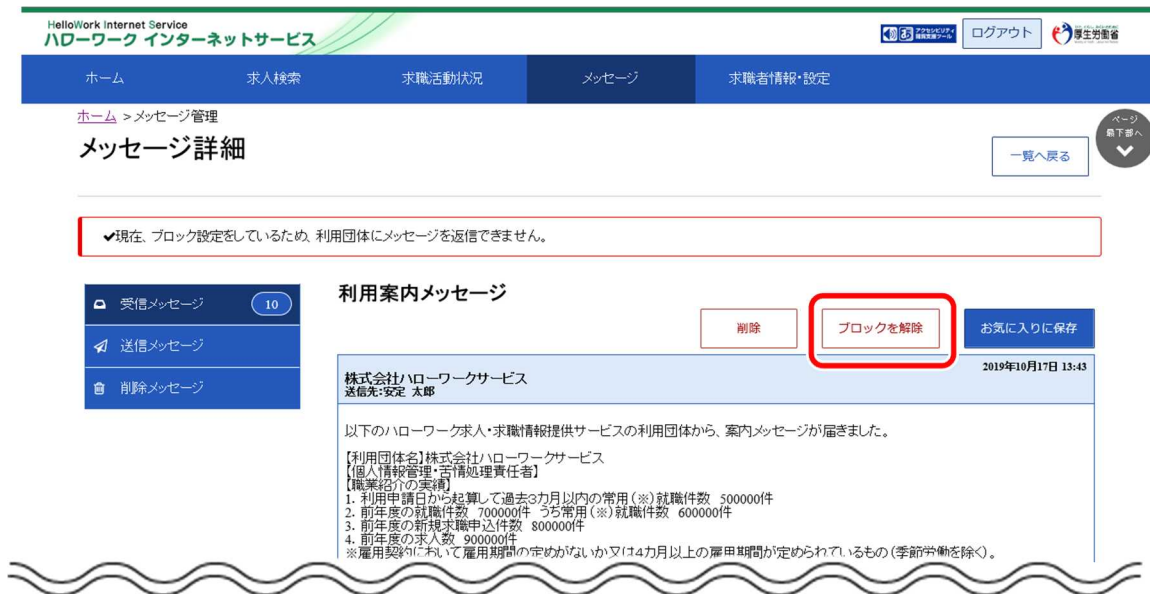 HelloWork Internet Service
ハローワーク インターネットサービス
アクセシビリティ
閲覧支援ツール
ログアウト
厚生労働省
ホーム 求人検索 求職活動状況 メッセージ 求職者情報・設定
ホーム >メッセージ管理
ページ
最下部へ
メッセージ詳細
一覧へ戻る
✔現在、ブロック設定をしているため、利用団体にメッセージを返信できません。
受信メッセージ 10
送信メッセージ
削除メッセージ
利用案内メッセージ
削除 ブロックを解除 お気に入りに保存
株式会社ハローワークサービス 2019年10月17日 13:43
送信先:安定 太郎
以下のハローワーク求人・求職情報提供サービスの利用団体から、案内メッセージが届きました。
【利用団体名】株式会社ハローワークサービス
【個人情報管理・苦情処理責任者】
【職業紹介の実績】
1. 利用申請日から起算して過去3カ月以内の常用(※)就職件数 500000件
2. 前年度の就職件数 700000件 うち常用(※)就職件数 600000件
3. 前年度の新規求職申込件数 800000件
4. 前年度の求人数 900000件
※雇用契約において雇用期間の定めがないか又は4カ月以上の雇用期間が定められているもの(季節労働を除く)。